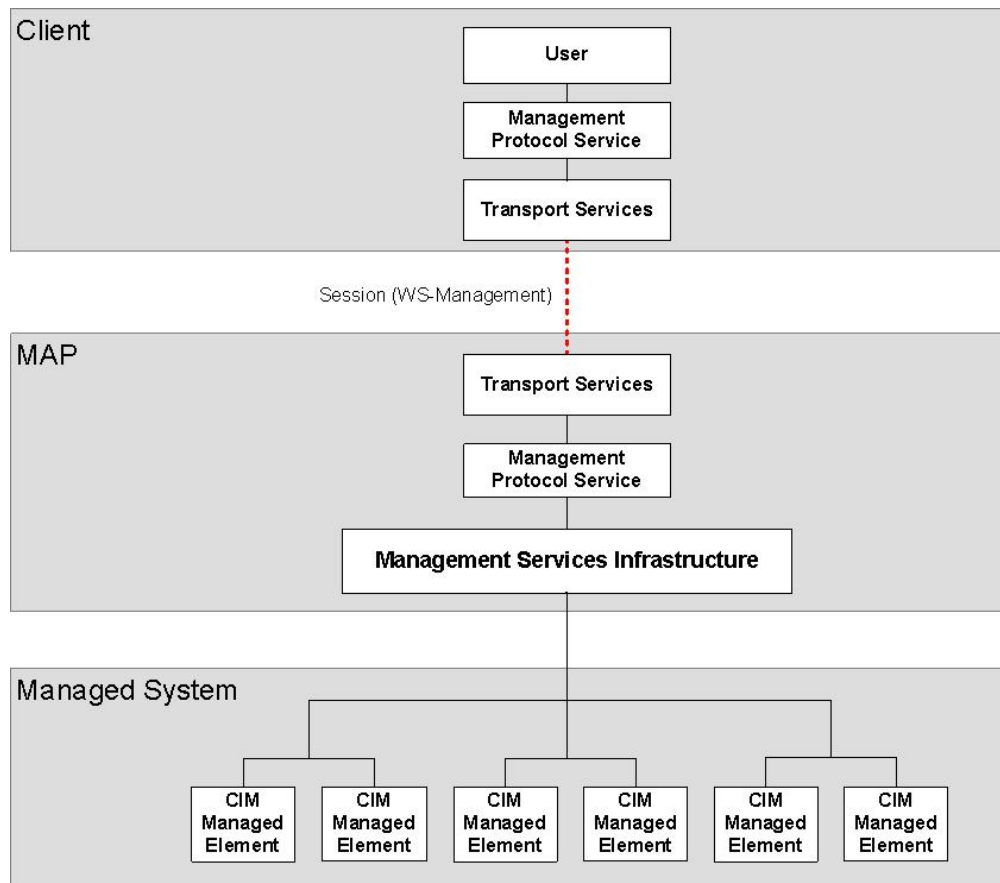 Client
User
Management
Protocol Service
Transport Services
Session (WS-Management)
MAP
Transport Services
Management
Protocol Service
Management Services Infrastructure
Managed System
CIM
Managed
Element
CIM
Managed
Element
CIM
Managed
Element
CIM
Managed
Element
CIM
Managed
Element
CIM
Managed
Element